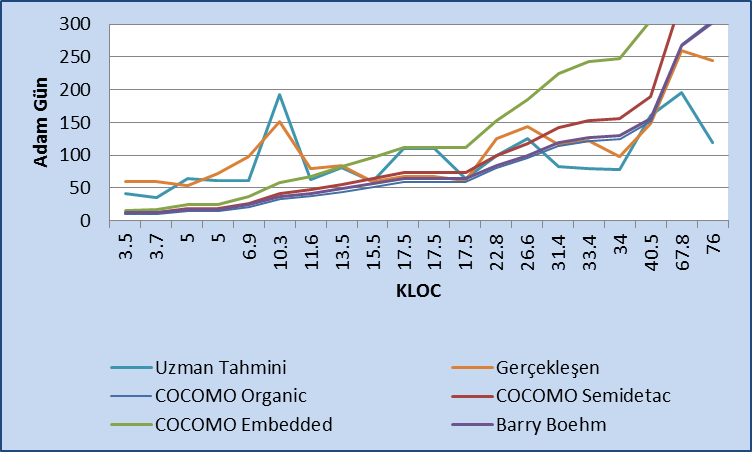 300
250
200
150
100
50
0
Adam Gün
3.5 3.7 5 5 6.9 10.3 11.6 13.5 15.5 17.5 17.5 17.5 22.8 26.6 31.4 33.4 34 40.5 67.8 76
KLOC
Uzman Tahmini Gerçekleşen
COCOMO Organic COCOMO Semidetac
COCOMO Embedded Barry Boehm